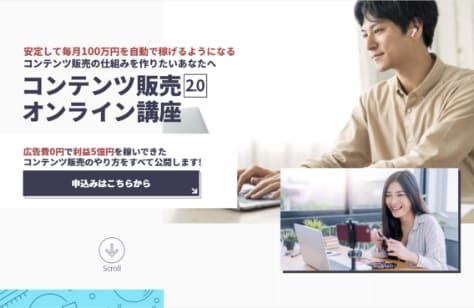 安定して毎月100万円を自動で稼げるようになる
コンテンツ販売の仕組みを作りたいあなたへ
コンテンツ販売2.0
オンライン講座
広告費0円で利益5億円を稼いできた
コンテンツ販売のやり方をすべて公開します!
申込みはこちらから
Scroll